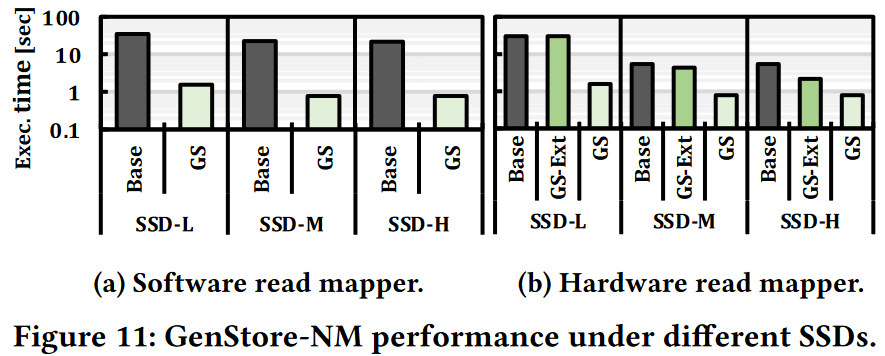 Exec. time [sec]
100
10
1
0.1
Base
GS
Base
GS
Base
GS
SSD-L
SSD-M
SSD-H
(a) Software read mapper.
Base
GS-Ext
GS
Base
GS-Ext
GS
Base
GS-Ext
GS
SSD-L
SSD-M
SSD-H
(b) Hardware read mapper.
Figure 11: GenStore-NM performance under different SSDs.